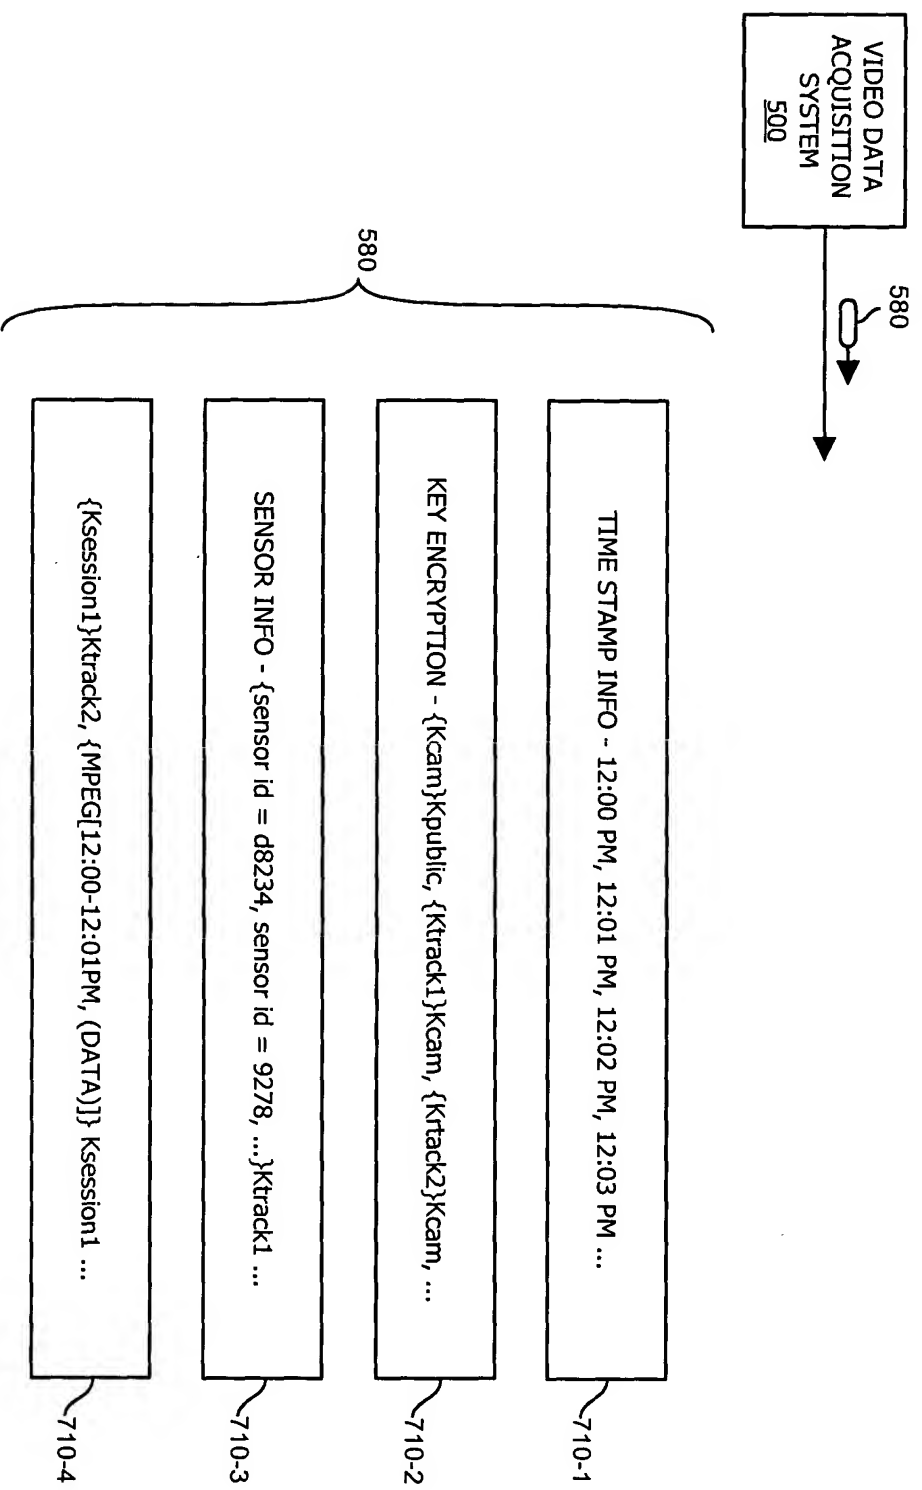 VIDEO DATA
ACQUISITION
SYSTEM
500
580
580
TIME STAMP INFO - 12:00 PM, 12:01 PM, 12:02 PM, 12:03 PM ...
710-1
KEY ENCRYPTION - {Kcam}Kpublic, {Ktrack1}Kcam, {Krtack2}Kcam, ...
710-2
SENSOR INFO - {sensor id = d8234, sensor id = 9278, ...}Ktrack1 ...
710-3
{Ksession1}Ktrack2, {MPEG[12:00-12:01PM, (DATA)]} Ksession1 ...
710-4